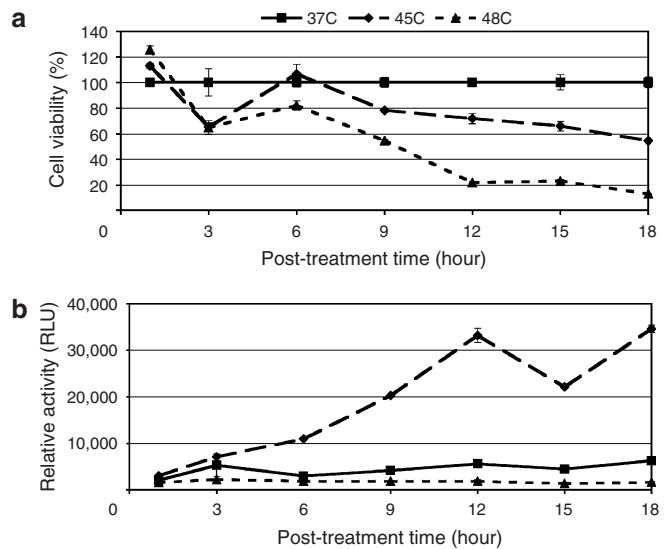 a
37C 45C 48C
140
120
100
80
60
40
20
0 3 6 9 12 15 18
Cell viability (%)
Post-treatment time (hour)
b
40,000
30,000
20,000
10,000
0 3 6 9 12 15 18
Relative activity (RLU)
Post-treatment time (hour)